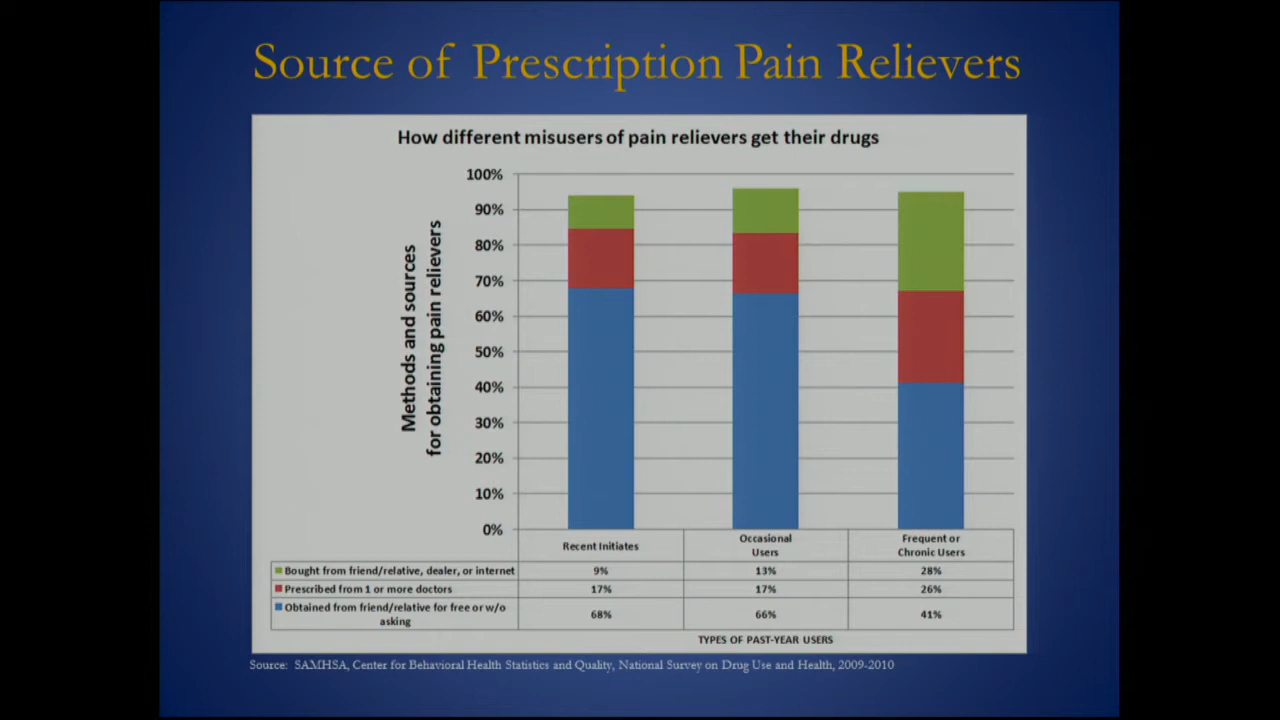 Source of Prescription Pain Relievers
How different misusers of pain relievers get their drugs
Methods and sources
for obtaining pain relievers
100%
90%
80%
70%
60%
50%
40%
30%
20%
10%
0%
Recent Initiates
Occasional
Users
Frequent or
Chronic Users
Bought from friend/relative, dealer, or internet 9% 13% 28%
Prescribed from 1 or more doctors 17% 17% 26%
Obtained from friend/relative for free or w/o
asking 68% 66% 41%
TYPES OF PAST-YEAR USERS
Source: SAMHSA, Center for Behavioral Health Statistics and Quality, National Survey on Drug Use and Health, 2009-2010